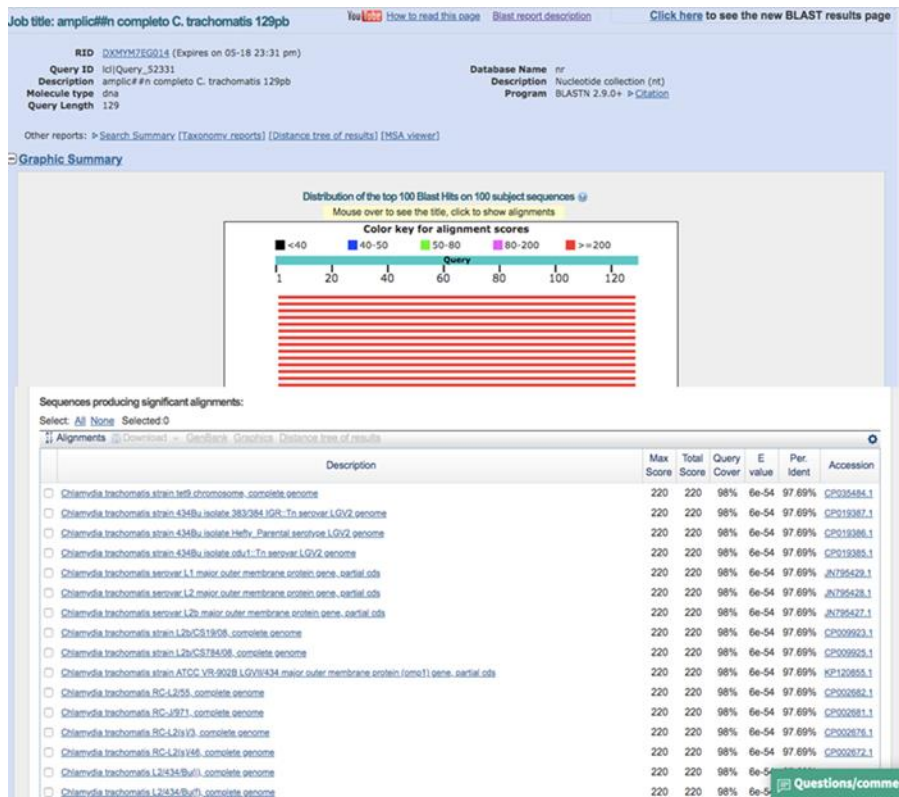 Job title: amplic##n completo C. trachomatis 129pb
You Tube How to read this page Blast report description Click here to see the new BLAST results page
RID DXMYM7EG014 (Expires on 05-18 23:31 pm)
Query ID lcl|Query_52331
Description amplic##n completo C. trachomatis 129pb
Molecule type dna
Query Length 129
Database Name nr
Description Nucleotide collection (nt)
Program BLASTN 2.9.0+ Citation
Other reports: Search Summary [Taxonomy reports] [Distance tree of results] [MSA viewer]
Graphic Summary
Distribution of the top 100 Blast Hits on 100 subject sequences
Mouse over to see the title, click to show alignments
Color key for alignment scores
<40 40-50 50-80 80-200 >=200
Query
1 20 40 60 80 100 120
Sequences producing significant alignments:
Select: All None Selected:0
Alignments Download GenBank Graphics Distance tree of results
Description Max Score Total Score Query Cover E value Per. Ident Accession
Chlamydia trachomatis strain tet9 chromosome, complete genome 220 220 98% 6e-54 97.69% CP035484.1
Chlamydia trachomatis strain 434Bu isolate 383/384 IGR::Tn serovar LGV2 genome 220 220 98% 6e-54 97.69% CP019387.1
Chlamydia trachomatis strain 434Bu isolate Hefty_Parental serotype LGV2 genome 220 220 98% 6e-54 97.69% CP019386.1
Chlamydia trachomatis strain 434Bu isolate cdu1::Tn serovar LGV2 genome 220 220 98% 6e-54 97.69% CP019385.1
Chlamydia trachomatis serovar L1 major outer membrane protein gene, partial cds 220 220 98% 6e-54 97.69% JN795429.1
Chlamydia trachomatis serovar L2 major outer membrane protein gene, partial cds 220 220 98% 6e-54 97.69% JN795428.1
Chlamydia trachomatis serovar L2b major outer membrane protein gene, partial cds 220 220 98% 6e-54 97.69% JN795427.1
Chlamydia trachomatis strain L2b/CS19/08, complete genome 220 220 98% 6e-54 97.69% CP009923.1
Chlamydia trachomatis strain L2b/CS784/08, complete genome 220 220 98% 6e-54 97.69% CP009925.1
Chlamydia trachomatis strain ATCC VR-902B LGVII/434 major outer membrane protein (omp1) gene, partial cds 220 220 98% 6e-54 97.69% KP120855.1
Chlamydia trachomatis RC-L2/55, complete genome 220 220 98% 6e-54 97.69% CP002682.1
Chlamydia trachomatis RC-J/971, complete genome 220 220 98% 6e-54 97.69% CP002681.1
Chlamydia trachomatis RC-L2(s)/3, complete genome 220 220 98% 6e-54 97.69% CP002676.1
Chlamydia trachomatis RC-L2(s)/46, complete genome 220 220 98% 6e-54 97.69% CP002672.1
Chlamydia trachomatis L2/434/Bu(i), complete genome 220 220 98%
Chlamydia trachomatis L2/434/Bu(f), complete genome 220 220 98%
Questions/comme